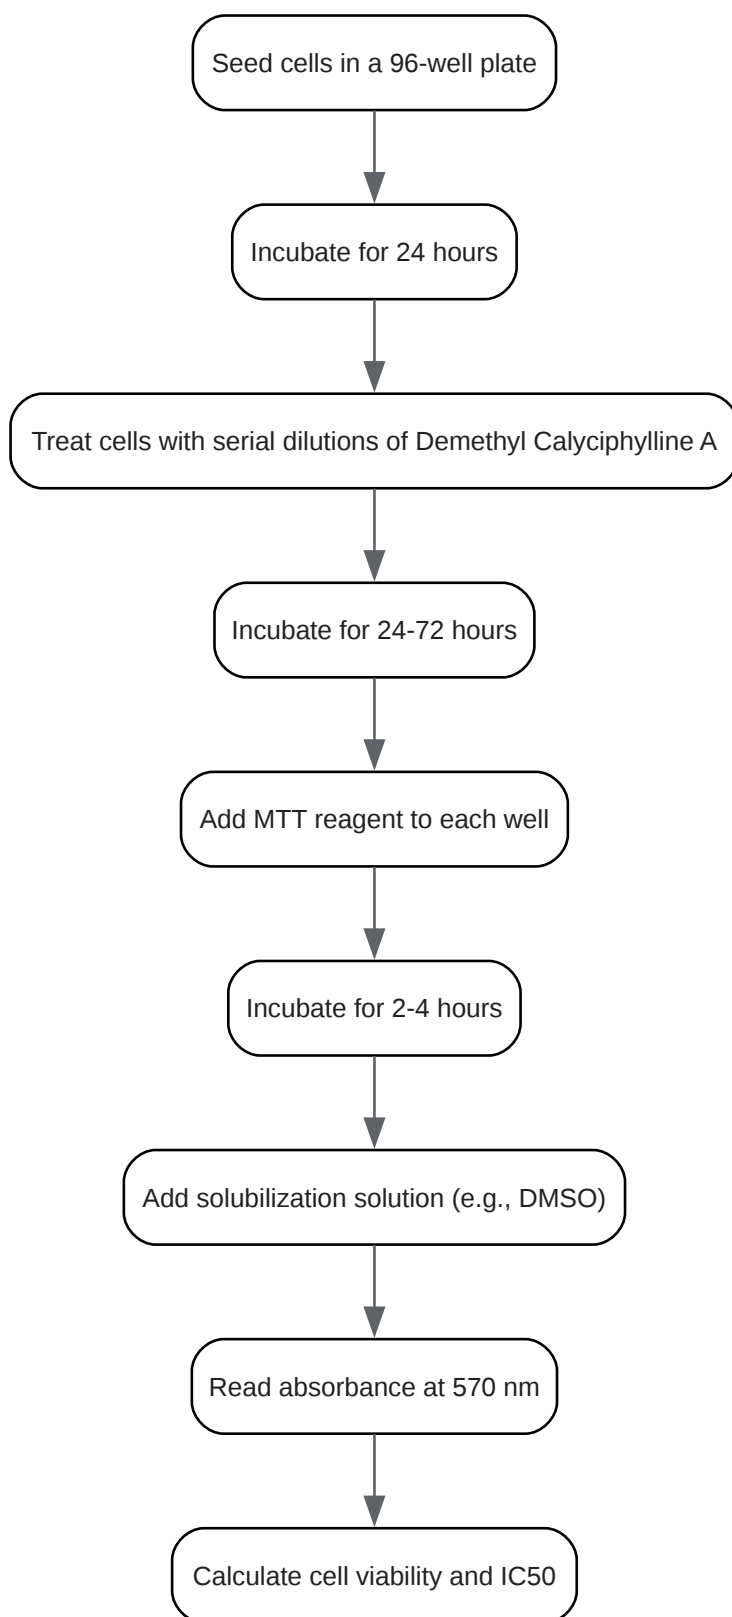 Seed cells in a 96-well plate
Incubate for 24 hours
Treat cells with serial dilutions of Demethyl Calyciphylline A
Incubate for 24-72 hours
Add MTT reagent to each well
Incubate for 2-4 hours
Add solubilization solution (e.g., DMSO)
Read absorbance at 570 nm
Calculate cell viability and IC50